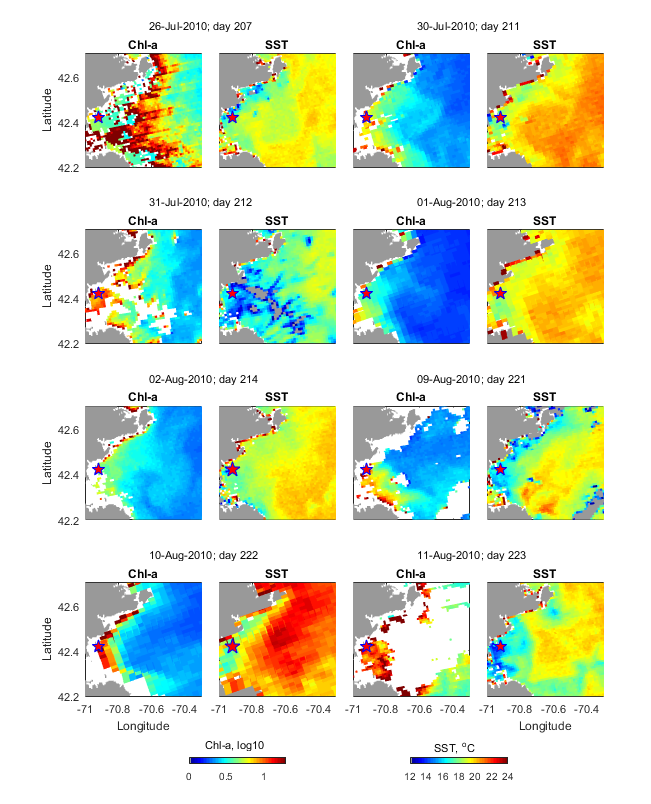 26-Jul-2010; day 207
30-Jul-2010; day 211
Chl-a SST Chl-a SST
Latitude
42.6
42.4
42.2
31-Jul-2010; day 212
01-Aug-2010; day 213
Chl-a SST Chl-a SST
Latitude
42.6
42.4
42.2
02-Aug-2010; day 214
09-Aug-2010; day 221
Chl-a SST Chl-a SST
Latitude
42.6
42.4
42.2
10-Aug-2010; day 222
11-Aug-2010; day 223
Chl-a SST Chl-a SST
Latitude
42.6
42.4
42.2
-71 -70.8 -70.6 -70.4 -71 -70.8 -70.6 -70.4 -71 -70.8 -70.6 -70.4 -71 -70.8 -70.6 -70.4
Longitude Longitude
Chl-a, log10 SST, °C
0 0.5 1 12 14 16 18 20 22 24